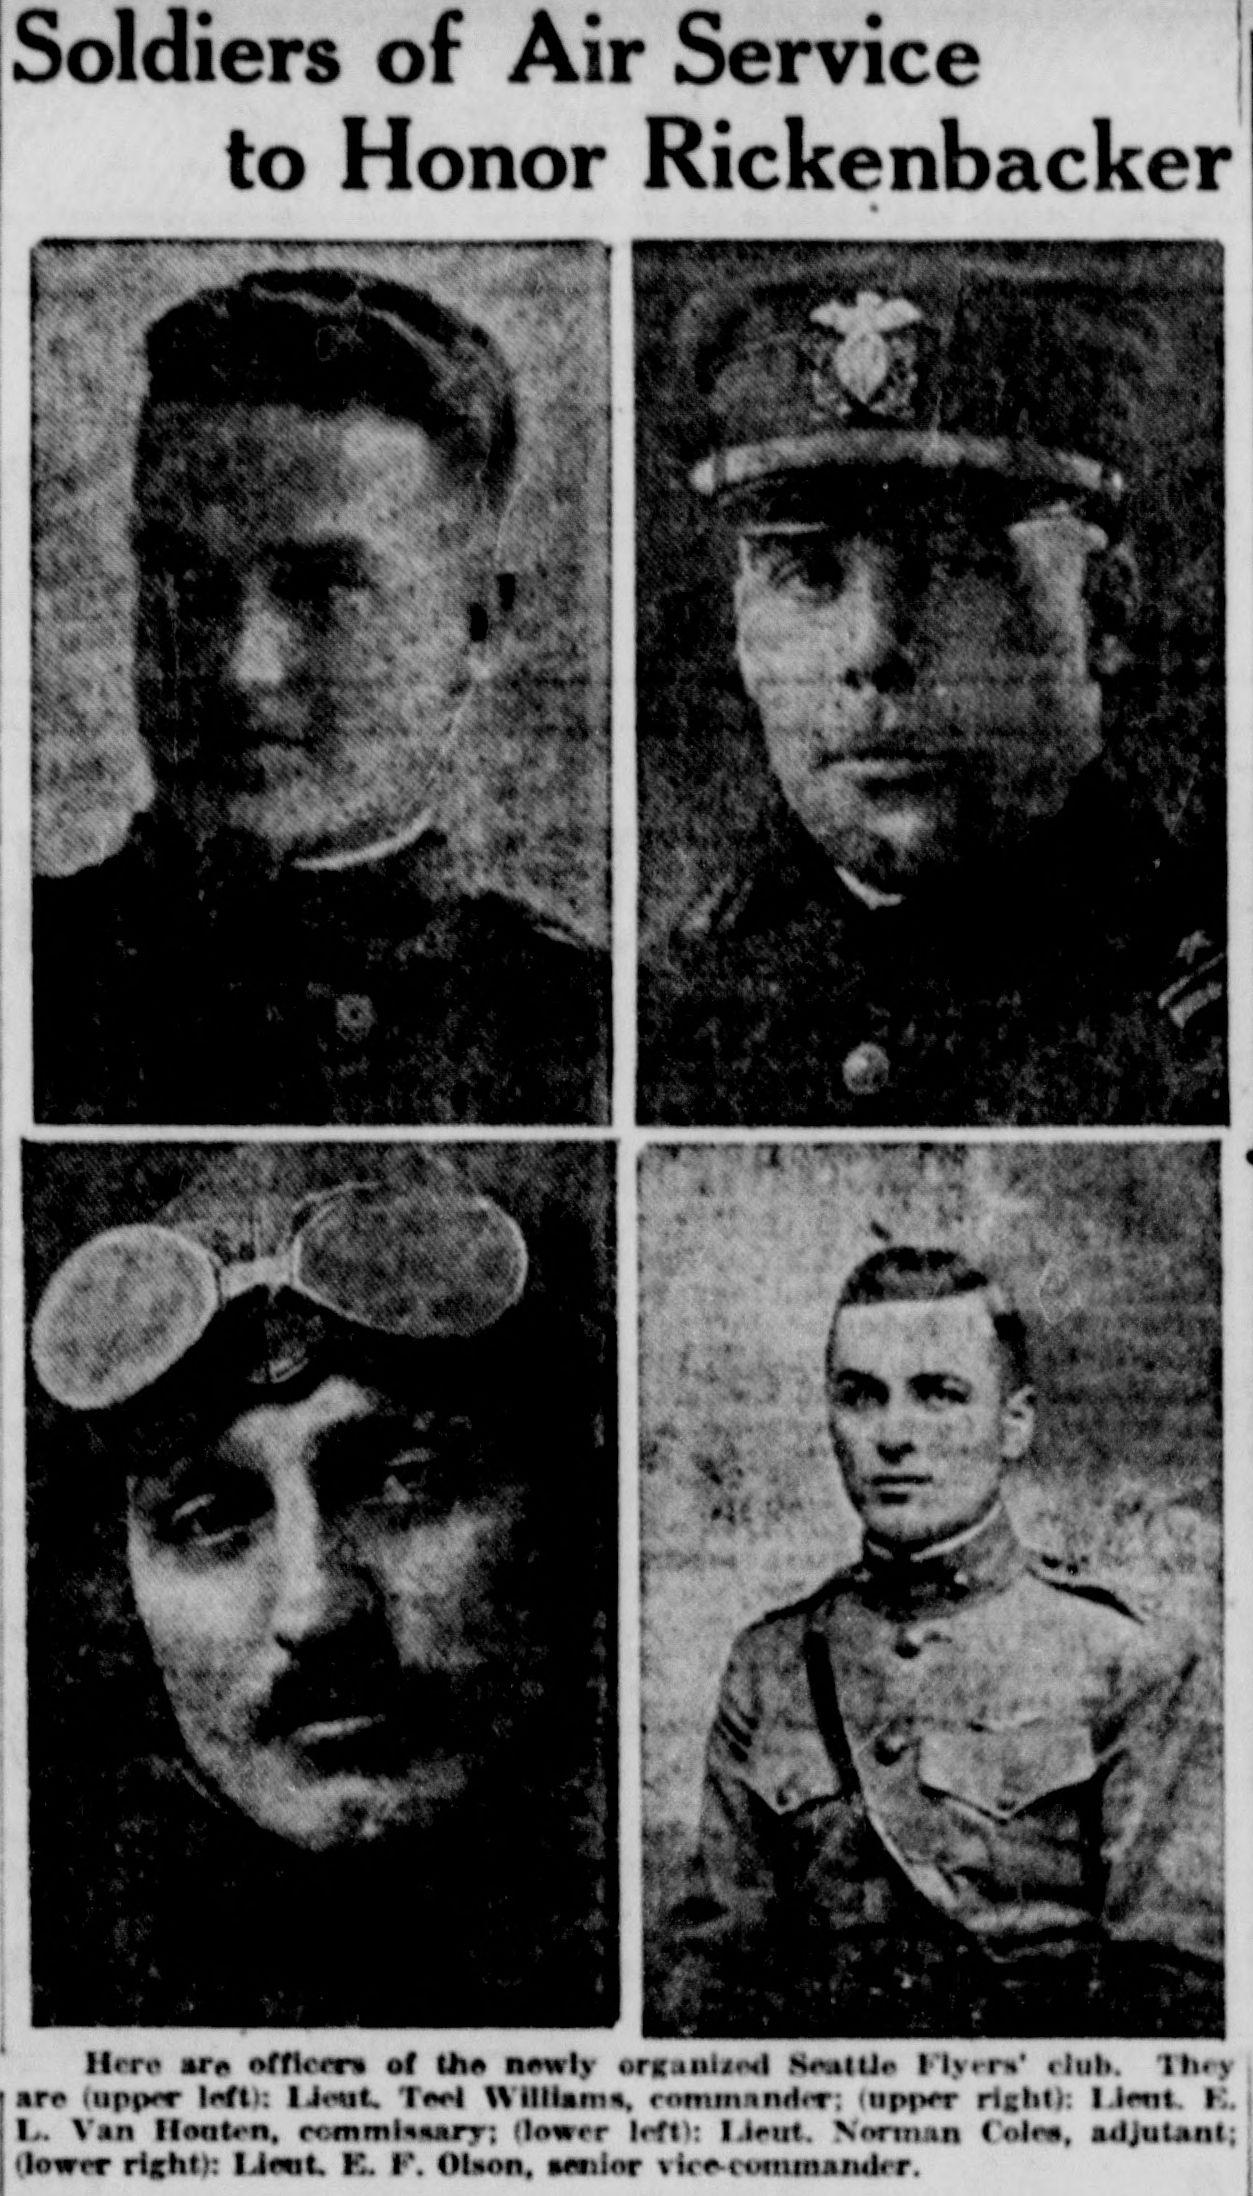 Soldiers of Air Service
to Honor Rickenbacker
Here are officers of the newly organized Seattle Flyers' club. They
are (upper left): Lieut. Teel Williams, commander; (upper right): Lieut. E.
L. Van Houten, commissary; (lower left): Lieut. Norman Coles, adjutant;
(lower right): Lieut. E. F. Olson, senior vice-commander.